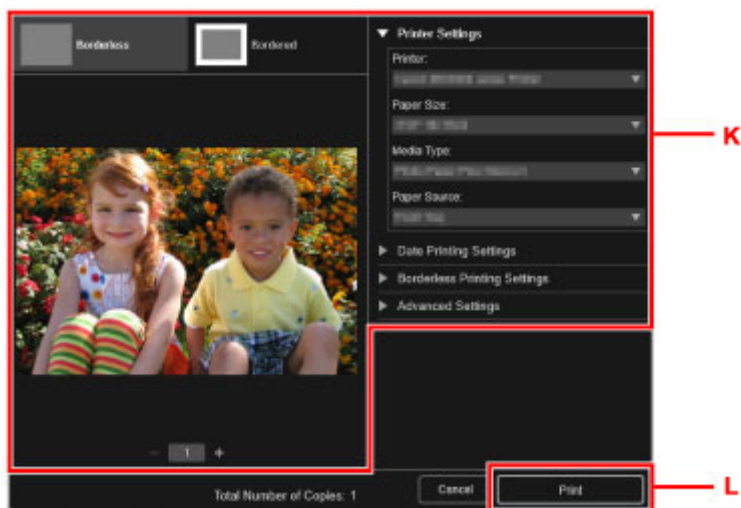 Borderless
Bordered
Printer Settings
Printer:
Paper Size:
Media Type:
Paper Source:
Date Printing Settings
Borderless Printing Settings
Advanced Settings
K
1
Total Number of Copies: 1
Cancel
Print
L